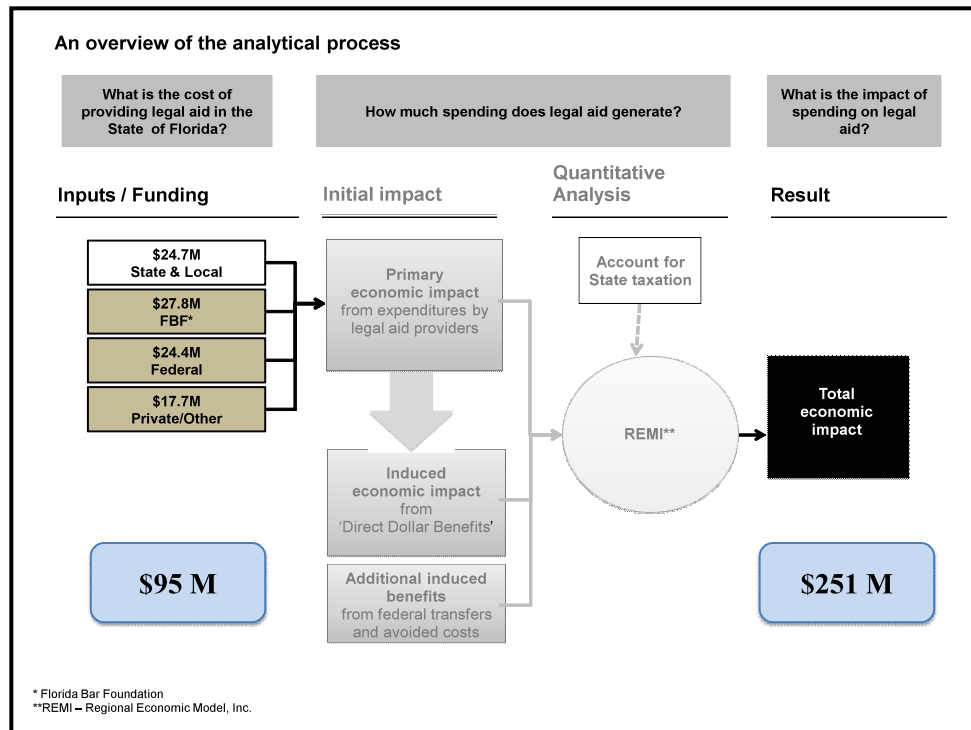 An overview of the analytical process
What is the cost of
providing legal aid in the
State of Florida?
How much spending does legal aid generate?
What is the impact of
spending on legal
aid?
Inputs / Funding
Initial impact
Quantitative
Analysis
Result
$24.7M
State & Local
$27.8M
FBF*
$24.4M
Federal
$17.7M
Private/Other
Primary
economic impact
from expenditures by
legal aid providers
Induced
economic impact
from
‘Direct Dollar Benefits’
Additional induced
benefits
from federal transfers
and avoided costs
Account for
State taxation
REMI**
Total
economic
impact
$95 M
$251 M
* Florida Bar Foundation
**REMI – Regional Economic Model, Inc.